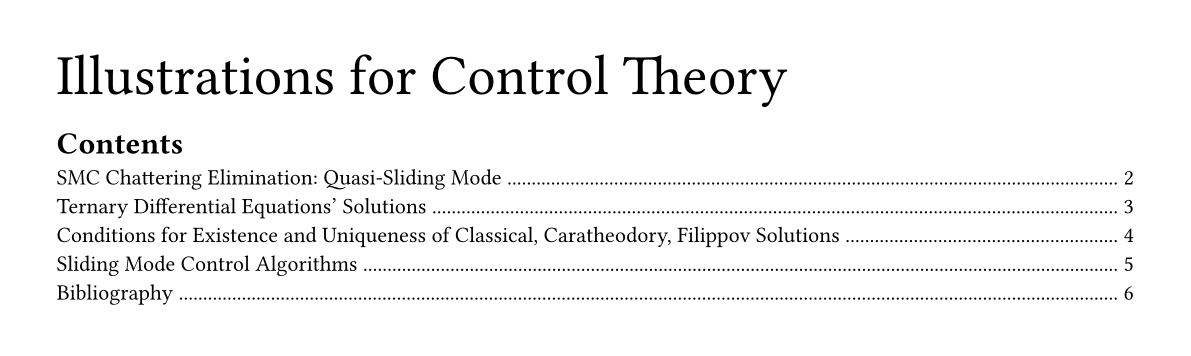 Illustrations for Control Theory
Contents
SMC Chattering Elimination: Quasi-Sliding Mode ........ 2
Ternary Differential Equations’ Solutions ........ 3
Conditions for Existence and Uniqueness of Classical, Caratheodory, Filippov Solutions ........ 4
Sliding Mode Control Algorithms ........ 5
Bibliography ........ 6